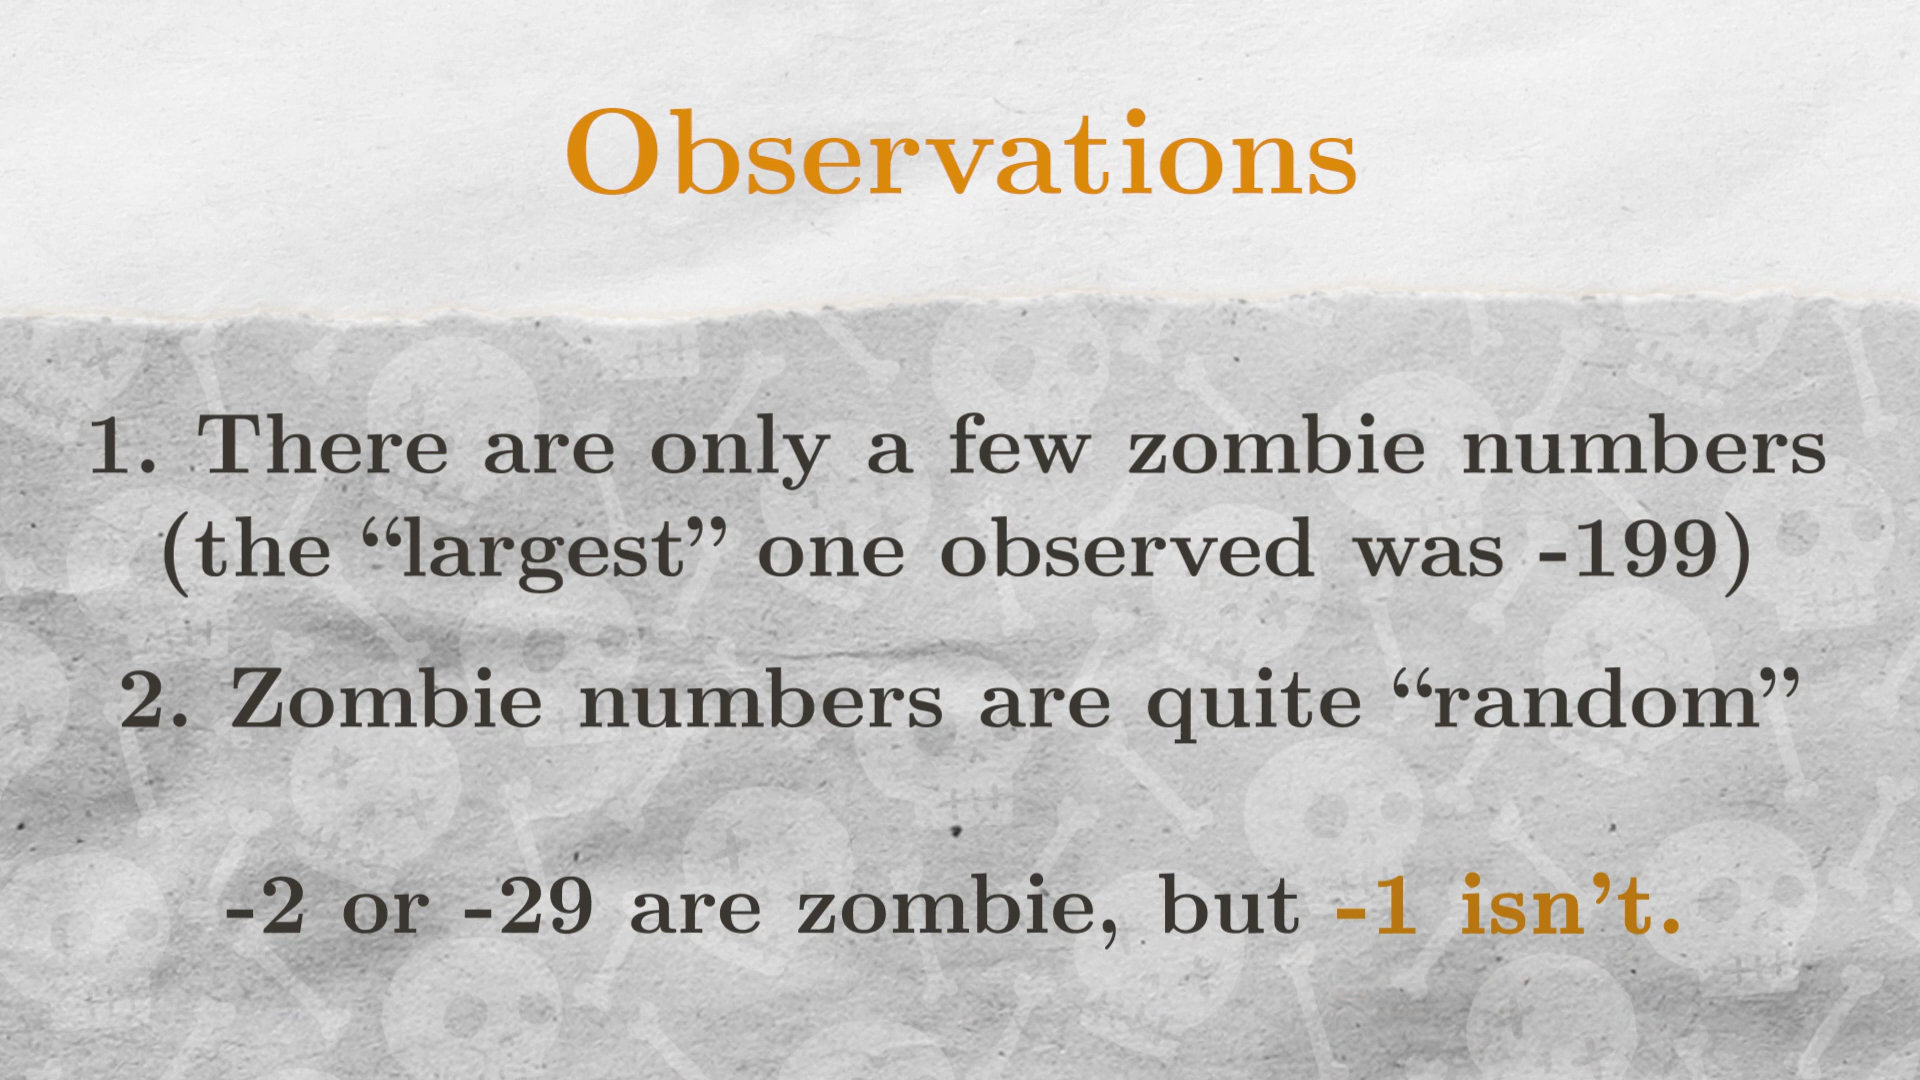 Observations
1. There are only a few zombie numbers
(the “largest” one observed was -199)
2. Zombie numbers are quite “random”
-2 or -29 are zombie, but -1 isn’t.